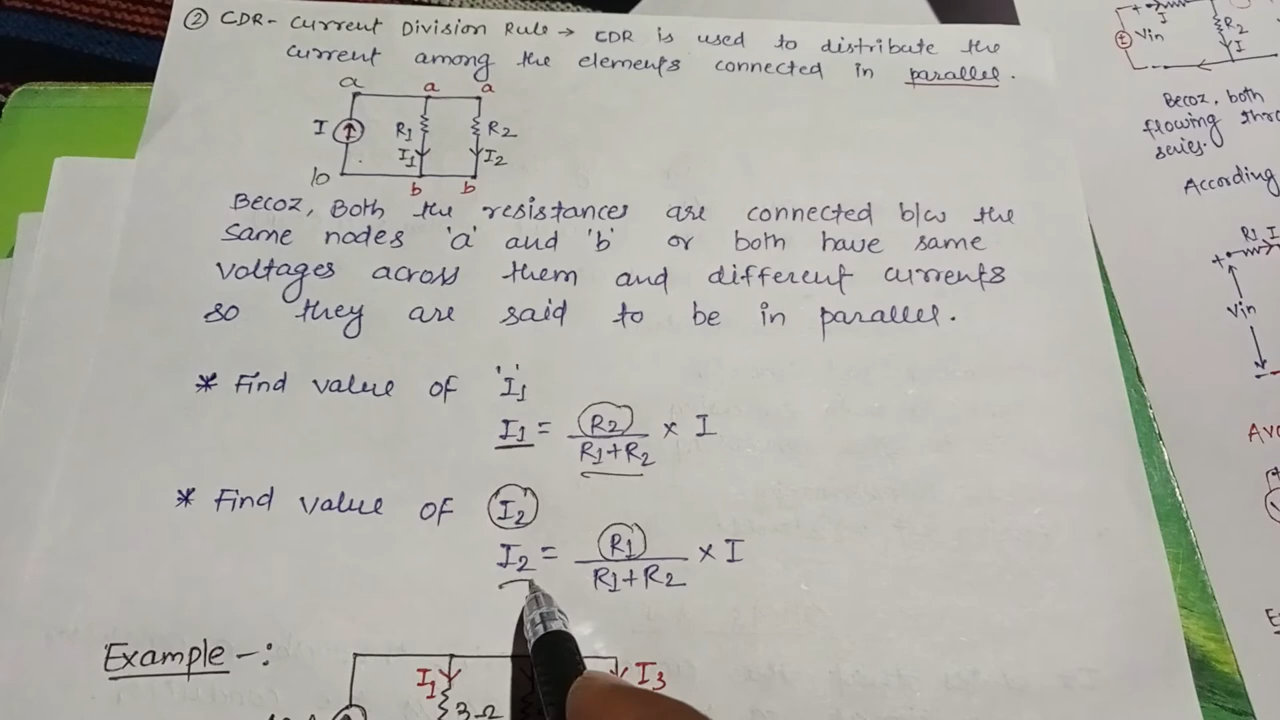 ② CDR - Current Division Rule → CDR is used to distribute the
current among the elements connected in parallel.
a a a
I R1 R2
I1 I2
b b b
Becoz, Both the resistances are connected b/w the
same nodes 'a' and 'b' or both have same
voltages across them and different currents
so they are said to be in parallel.
* Find value of 'I1'
I1 = R2 / R1+R2 × I
* Find value of 'I2'
I2 = R1 / R1+R2 × I
Example -:
I1 I3
3Ω
+ I
Vin R2
I
Becoz, both
flowing thro
series.
According
R1 I
+
Vin
-